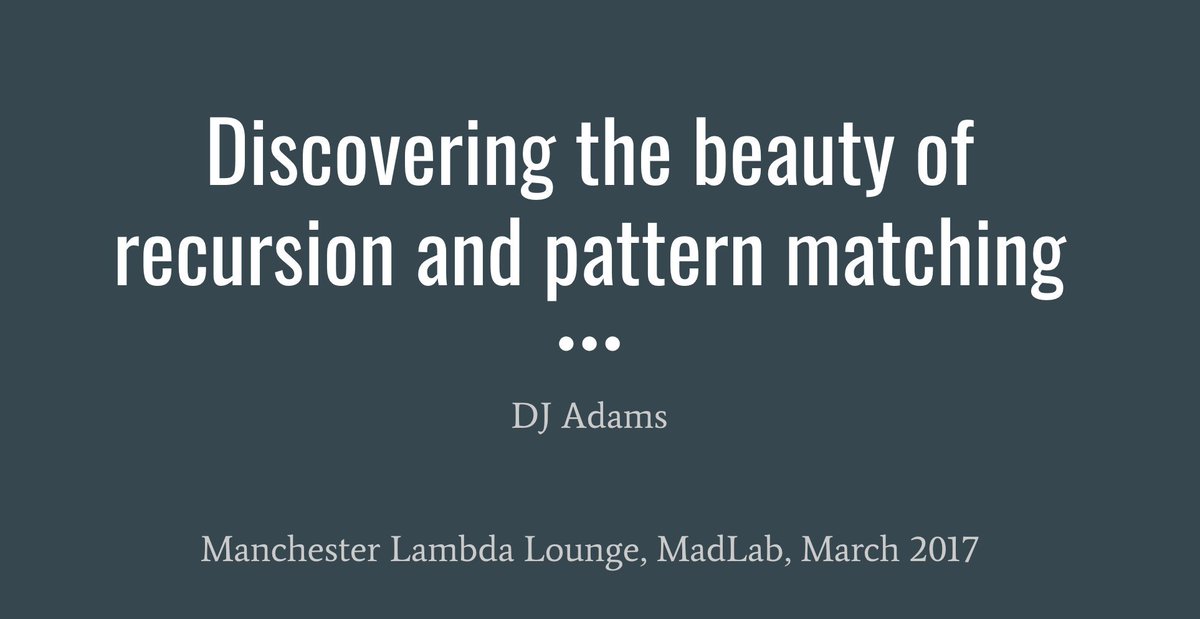 Discovering the beauty of
recursion and pattern matching
DJ Adams
Manchester Lambda Lounge, MadLab, March 2017